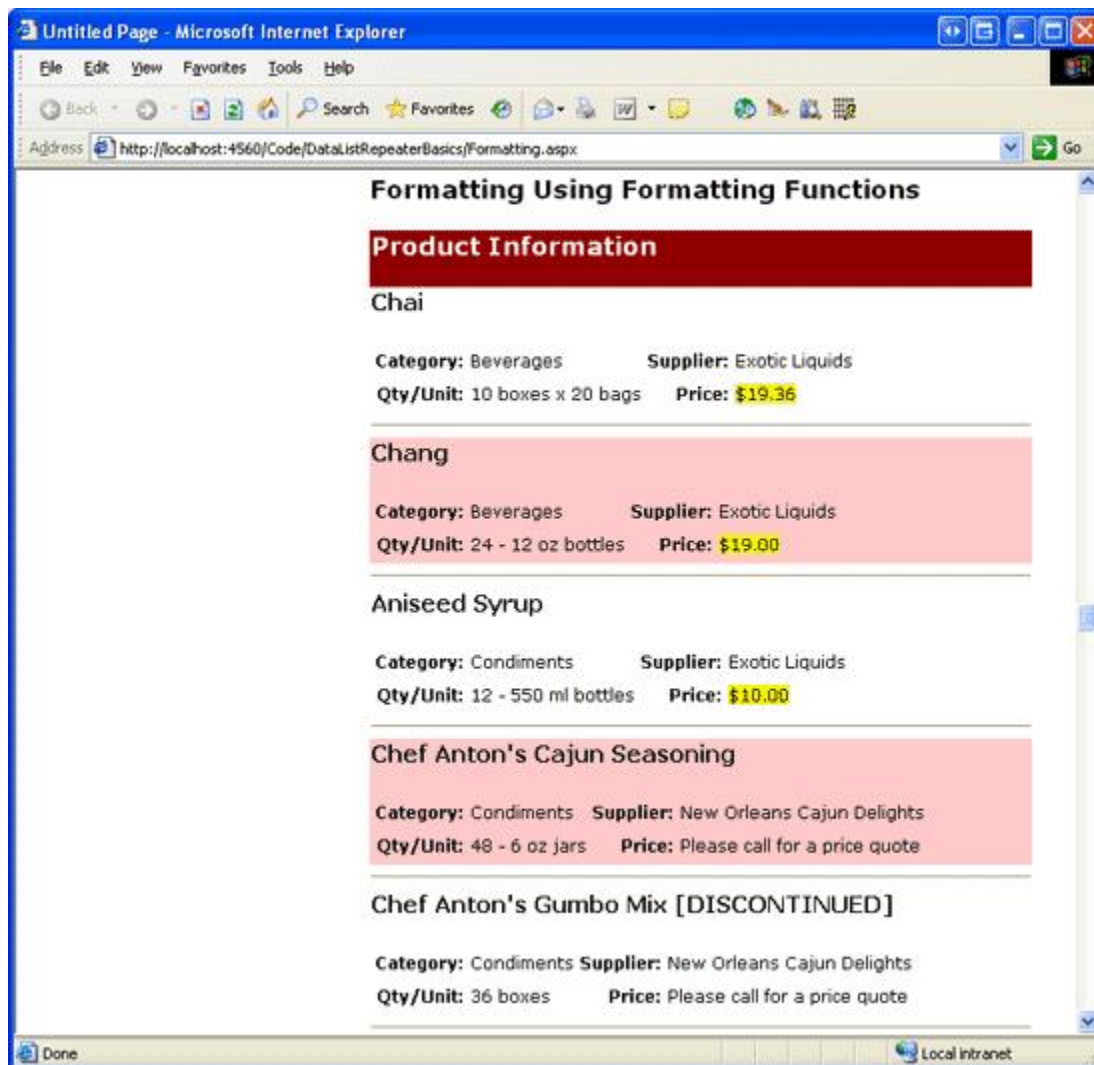 Untitled Page - Microsoft Internet Explorer
File Edit View Favorites Tools Help
Back Search Favorites
Address http://localhost:4560/Code/DataListRepeaterBasics/Formatting.aspx Go
Formatting Using Formatting Functions
Product Information
Chai
Category: Beverages Supplier: Exotic Liquids
Qty/Unit: 10 boxes x 20 bags Price: $19.36
Chang
Category: Beverages Supplier: Exotic Liquids
Qty/Unit: 24 - 12 oz bottles Price: $19.00
Aniseed Syrup
Category: Condiments Supplier: Exotic Liquids
Qty/Unit: 12 - 550 ml bottles Price: $10.00
Chef Anton's Cajun Seasoning
Category: Condiments Supplier: New Orleans Cajun Delights
Qty/Unit: 48 - 6 oz jars Price: Please call for a price quote
Chef Anton's Gumbo Mix [DISCONTINUED]
Category: Condiments Supplier: New Orleans Cajun Delights
Qty/Unit: 36 boxes Price: Please call for a price quote
Done Local intranet